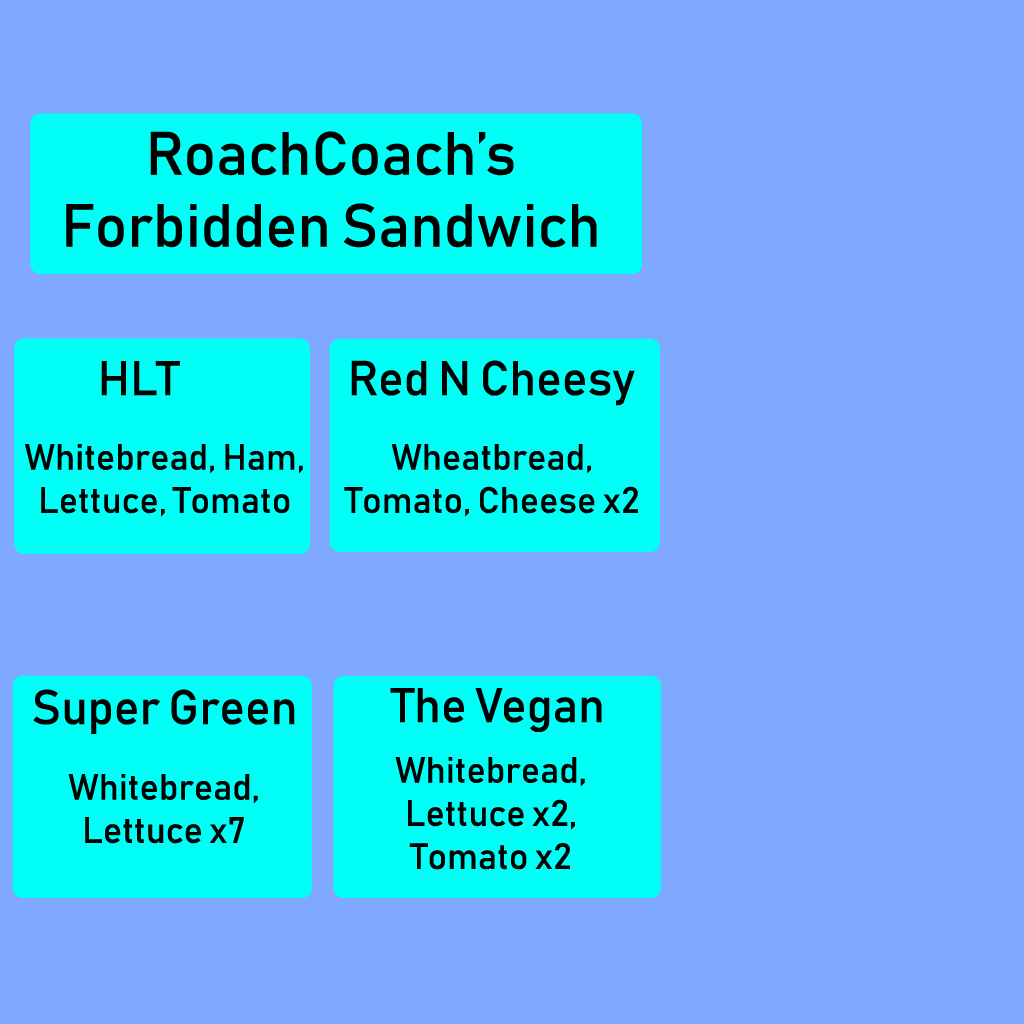 RoachCoach’s
Forbidden Sandwich
HLT
Whitebread, Ham,
Lettuce, Tomato
Red N Cheesy
Wheatbread,
Tomato, Cheese x2
Super Green
Whitebread,
Lettuce x7
The Vegan
Whitebread,
Lettuce x2,
Tomato x2